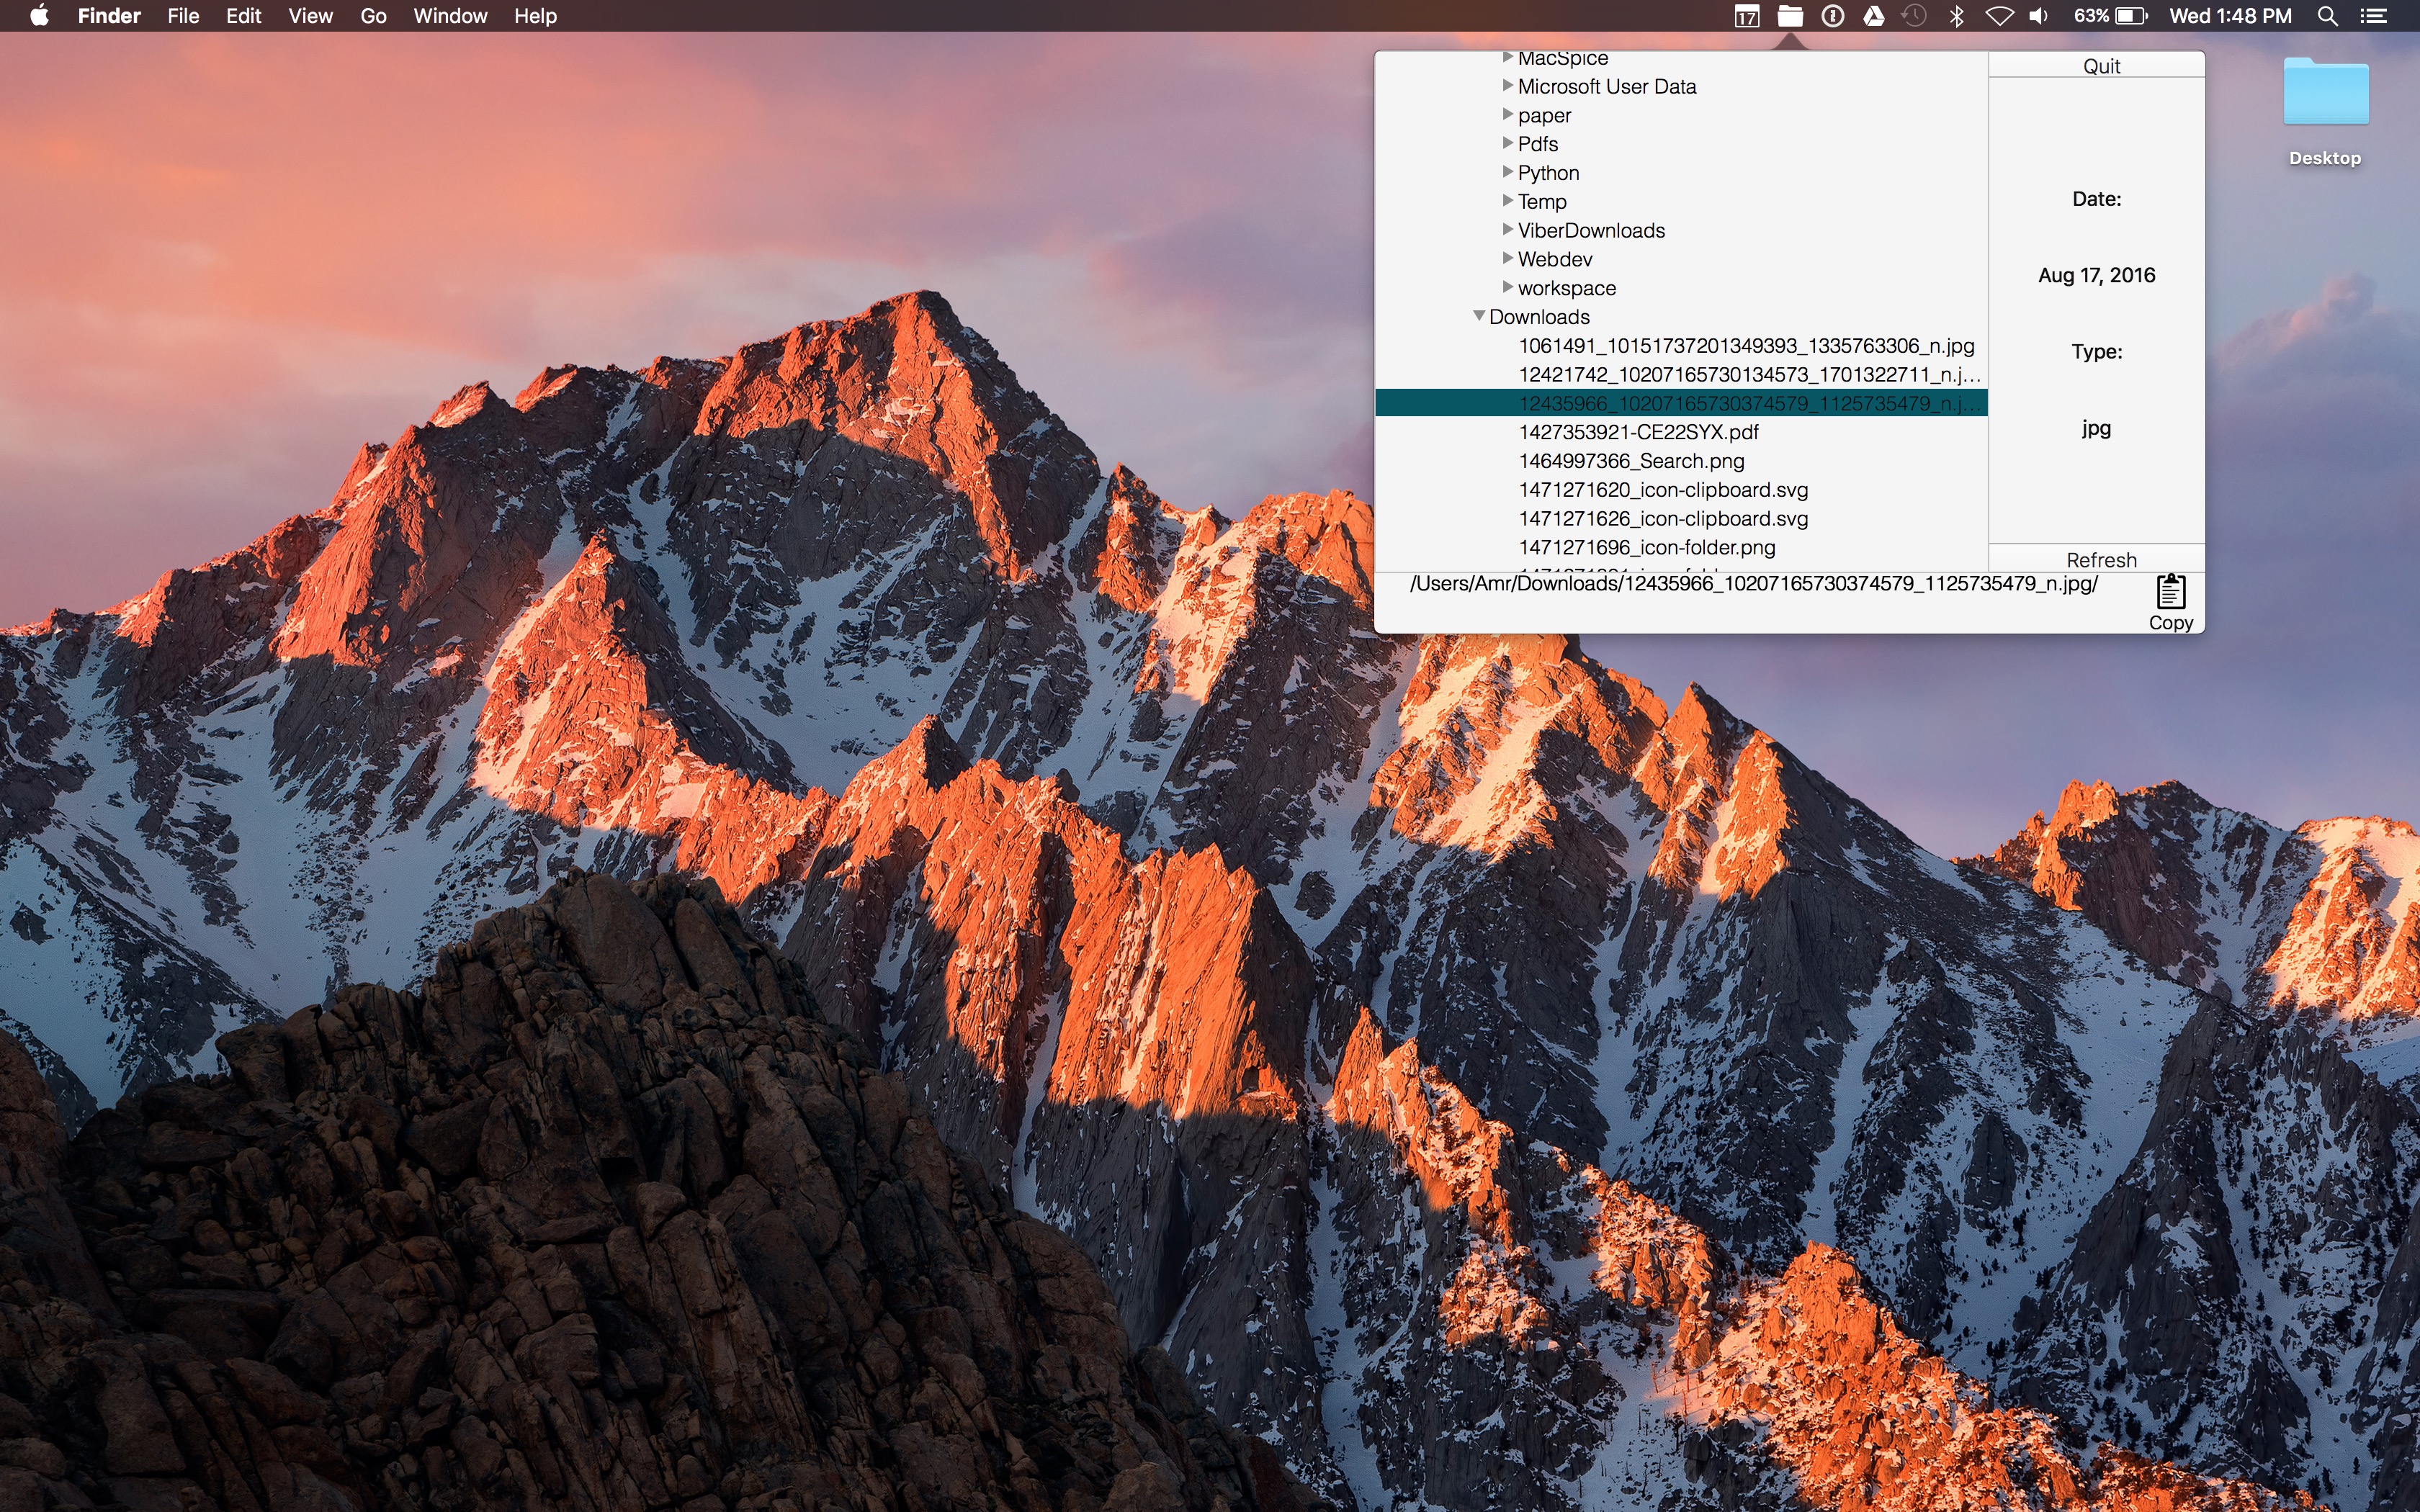 Finder File Edit View Go Window Help
17 63% Wed 1:48 PM
MacSpice
Microsoft User Data
paper
Pdfs
Python
Temp
ViberDownloads
Webdev
workspace
Downloads
1061491_10151737201349393_1335763306_n.jpg
12421742_10207165730134573_1701322711_n.j...
12435966_10207165730374579_1125735479_n.j...
1427353921-CE22SYX.pdf
1464997366_Search.png
1471271620_icon-clipboard.svg
1471271626_icon-clipboard.svg
1471271696_icon-folder.png
Quit
Date:
Aug 17, 2016
Type:
jpg
Refresh
/Users/Amr/Downloads/12435966_10207165730374579_1125735479_n.jpg/
Copy
Desktop